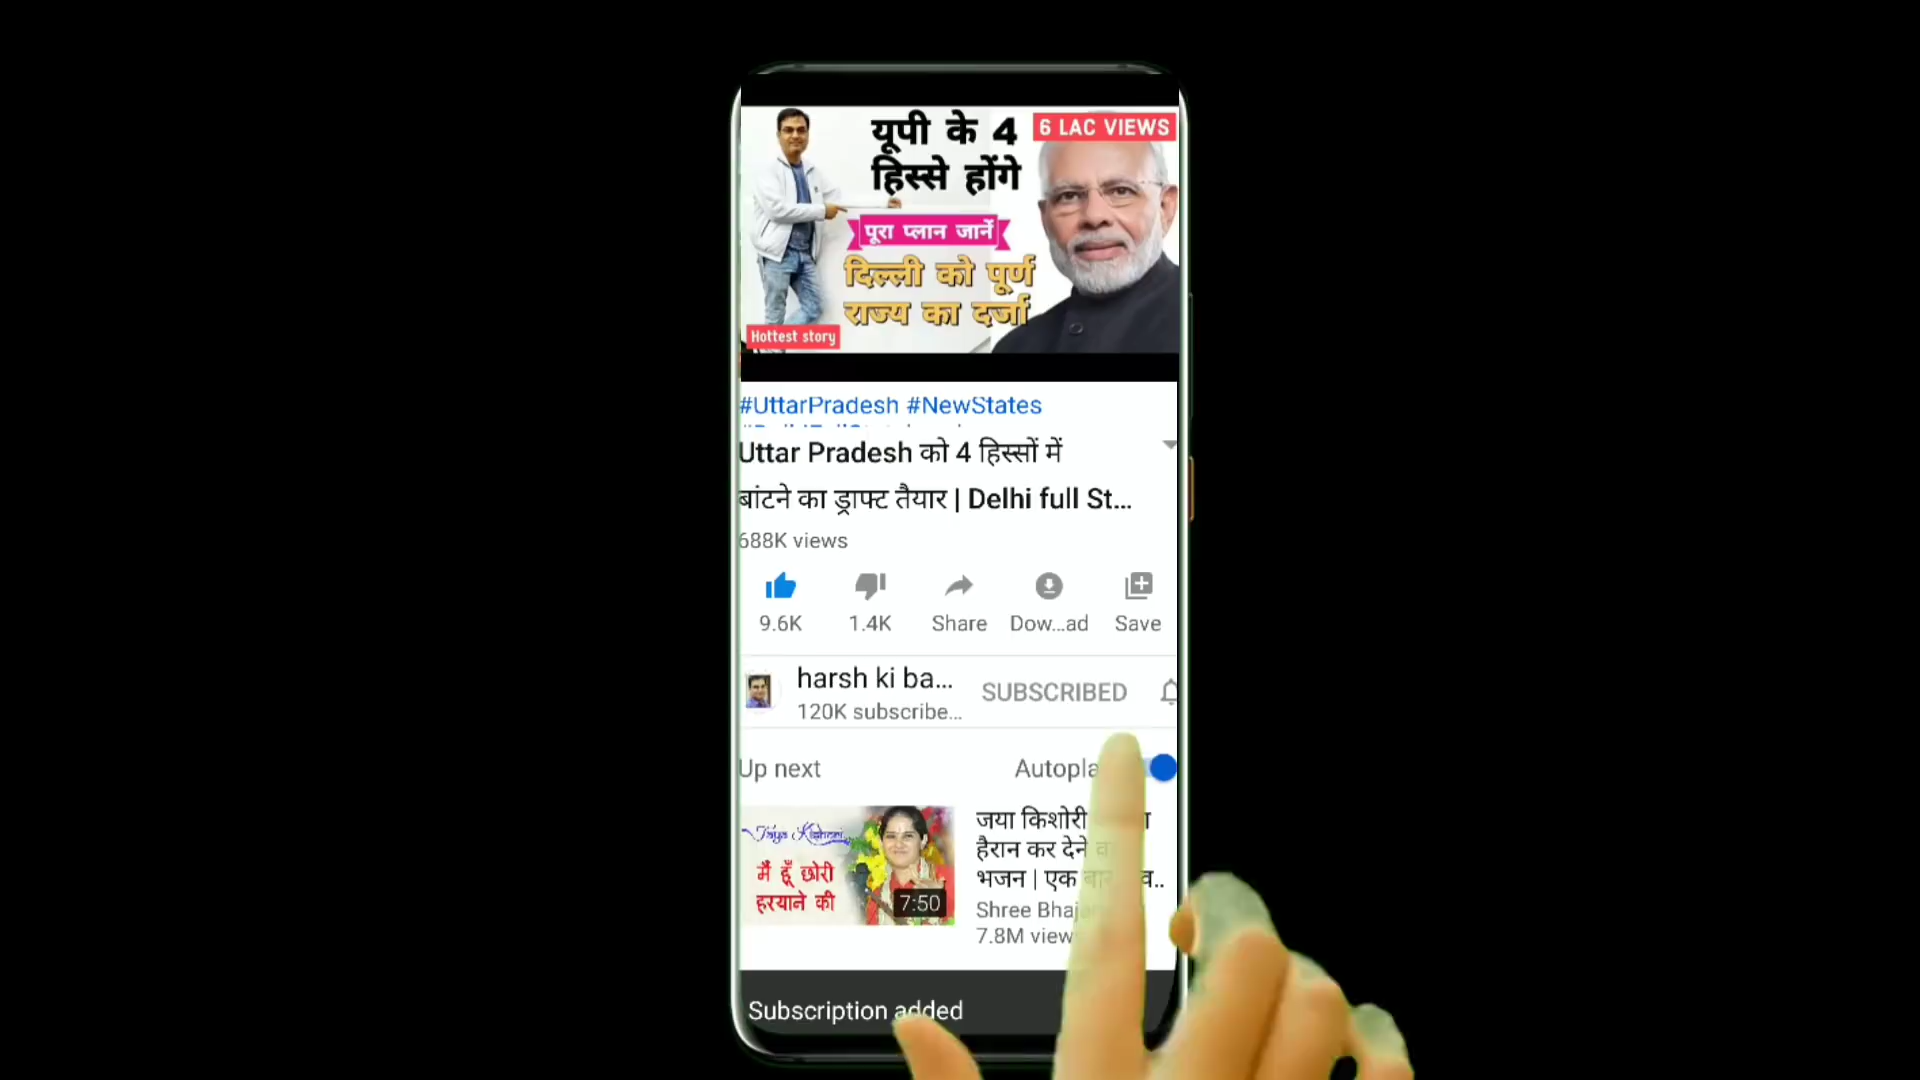 यूपी के 4
हिस्से होंगे
6 LAC VIEWS
पूरा प्लान जानें
दिल्ली को पूर्ण
राज्य का दर्जा
Hottest story
#UttarPradesh #NewStates
Uttar Pradesh को 4 हिस्सों में
बांटने का ड्राफ्ट तैयार | Delhi full St...
688K views
9.6K 1.4K Share Dow...ad Save
harsh ki ba...
120K subscribe...
SUBSCRIBED
Up next
Autopla
Jaya Kishori
मैं हूँ छोरी
हरयाने की
7:50
जया किशोरी
हैरान कर देने
भजन | एक
Shree
7.8M
Subscription added